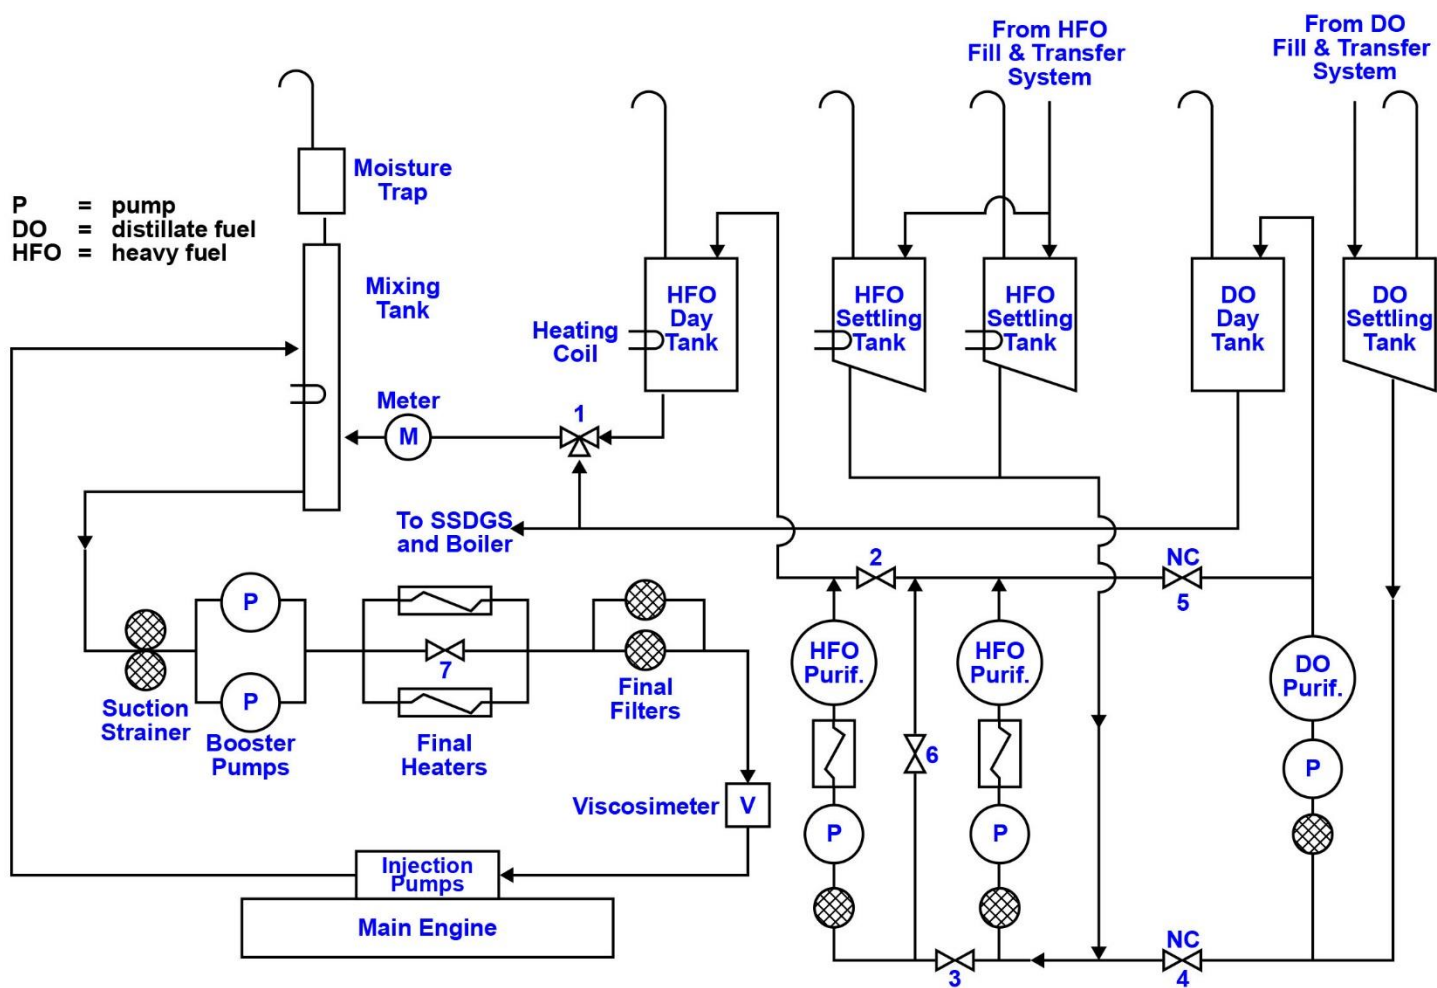 From HFO
Fill & Transfer
System
From DO
Fill & Transfer
System
Moisture
Trap
P = pump
DO = distillate fuel
HFO = heavy fuel
Mixing
Tank
Heating
Coil
HFO
Day
Tank
HFO
Settling
Tank
HFO
Settling
Tank
DO
Day
Tank
DO
Settling
Tank
Meter
M
1
To SSDGS
and Boiler
2
NC
5
P
P
7
Suction
Strainer
Booster
Pumps
Final
Heaters
Final
Filters
HFO
Purif.
HFO
Purif.
DO
Purif.
6
P
Viscosimeter
V
P
P
Injection
Pumps
Main Engine
3
NC
4